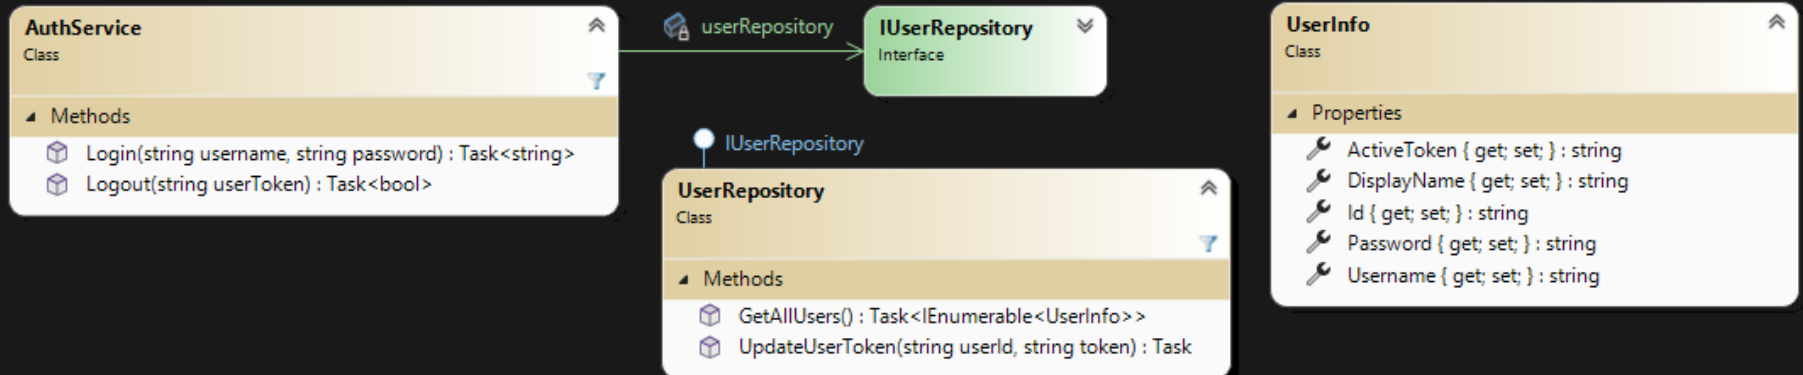 AuthService
Class
Methods
Login(string username, string password) : Task<string>
Logout(string userToken) : Task<bool>
userRepository
IUserRepository
Interface
IUserRepository
UserRepository
Class
Methods
GetAllUsers() : Task<IEnumerable<UserInfo>>
UpdateUserToken(string userId, string token) : Task
UserInfo
Class
Properties
ActiveToken { get; set; } : string
DisplayName { get; set; } : string
Id { get; set; } : string
Password { get; set; } : string
Username { get; set; } : string